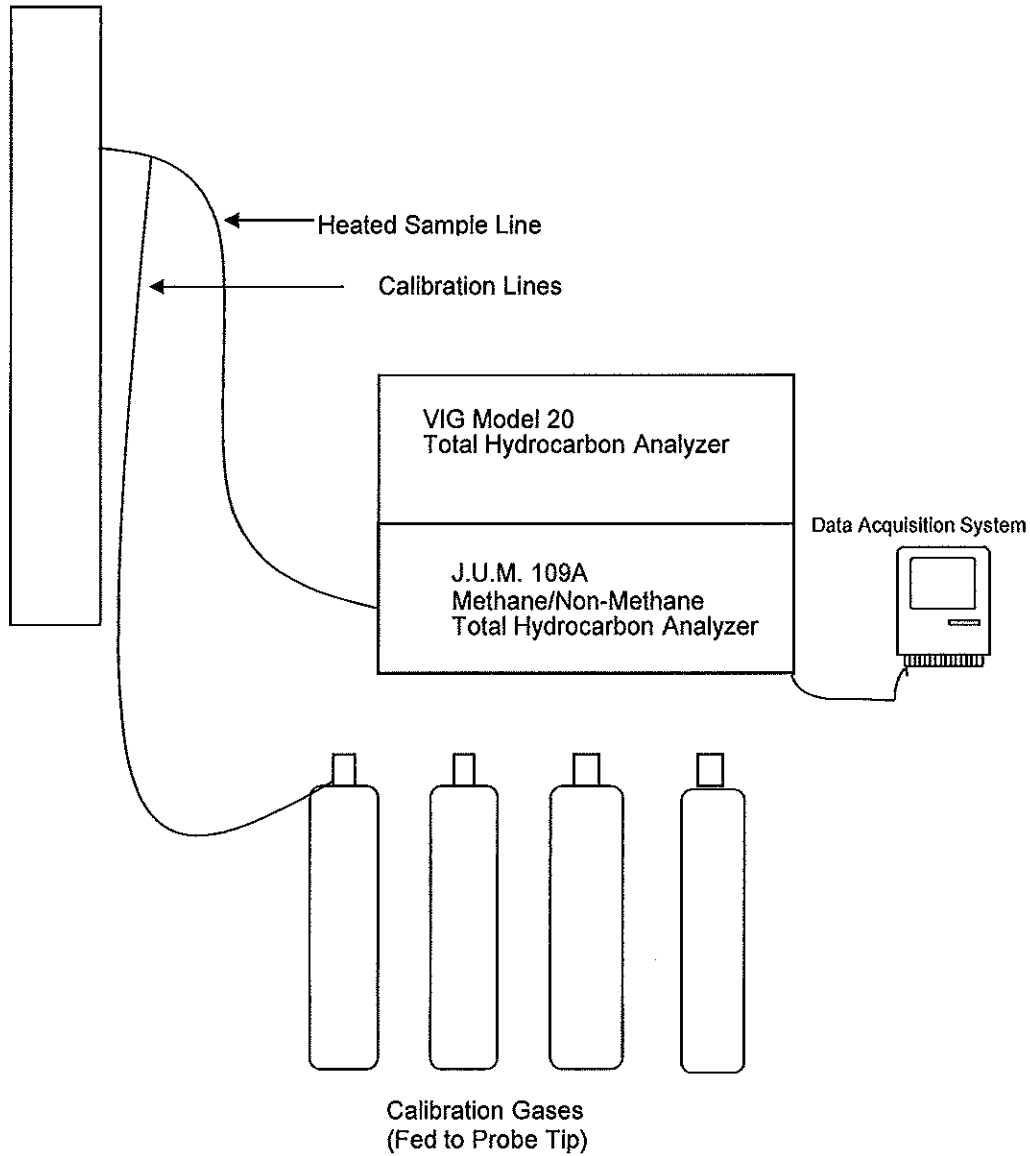 Heated Sample Line
Calibration Lines
VIG Model 20
Total Hydrocarbon Analyzer
Data Acquisition System
J.U.M. 109A
Methane/Non-Methane
Total Hydrocarbon Analyzer
Calibration Gases
(Fed to Probe Tip)